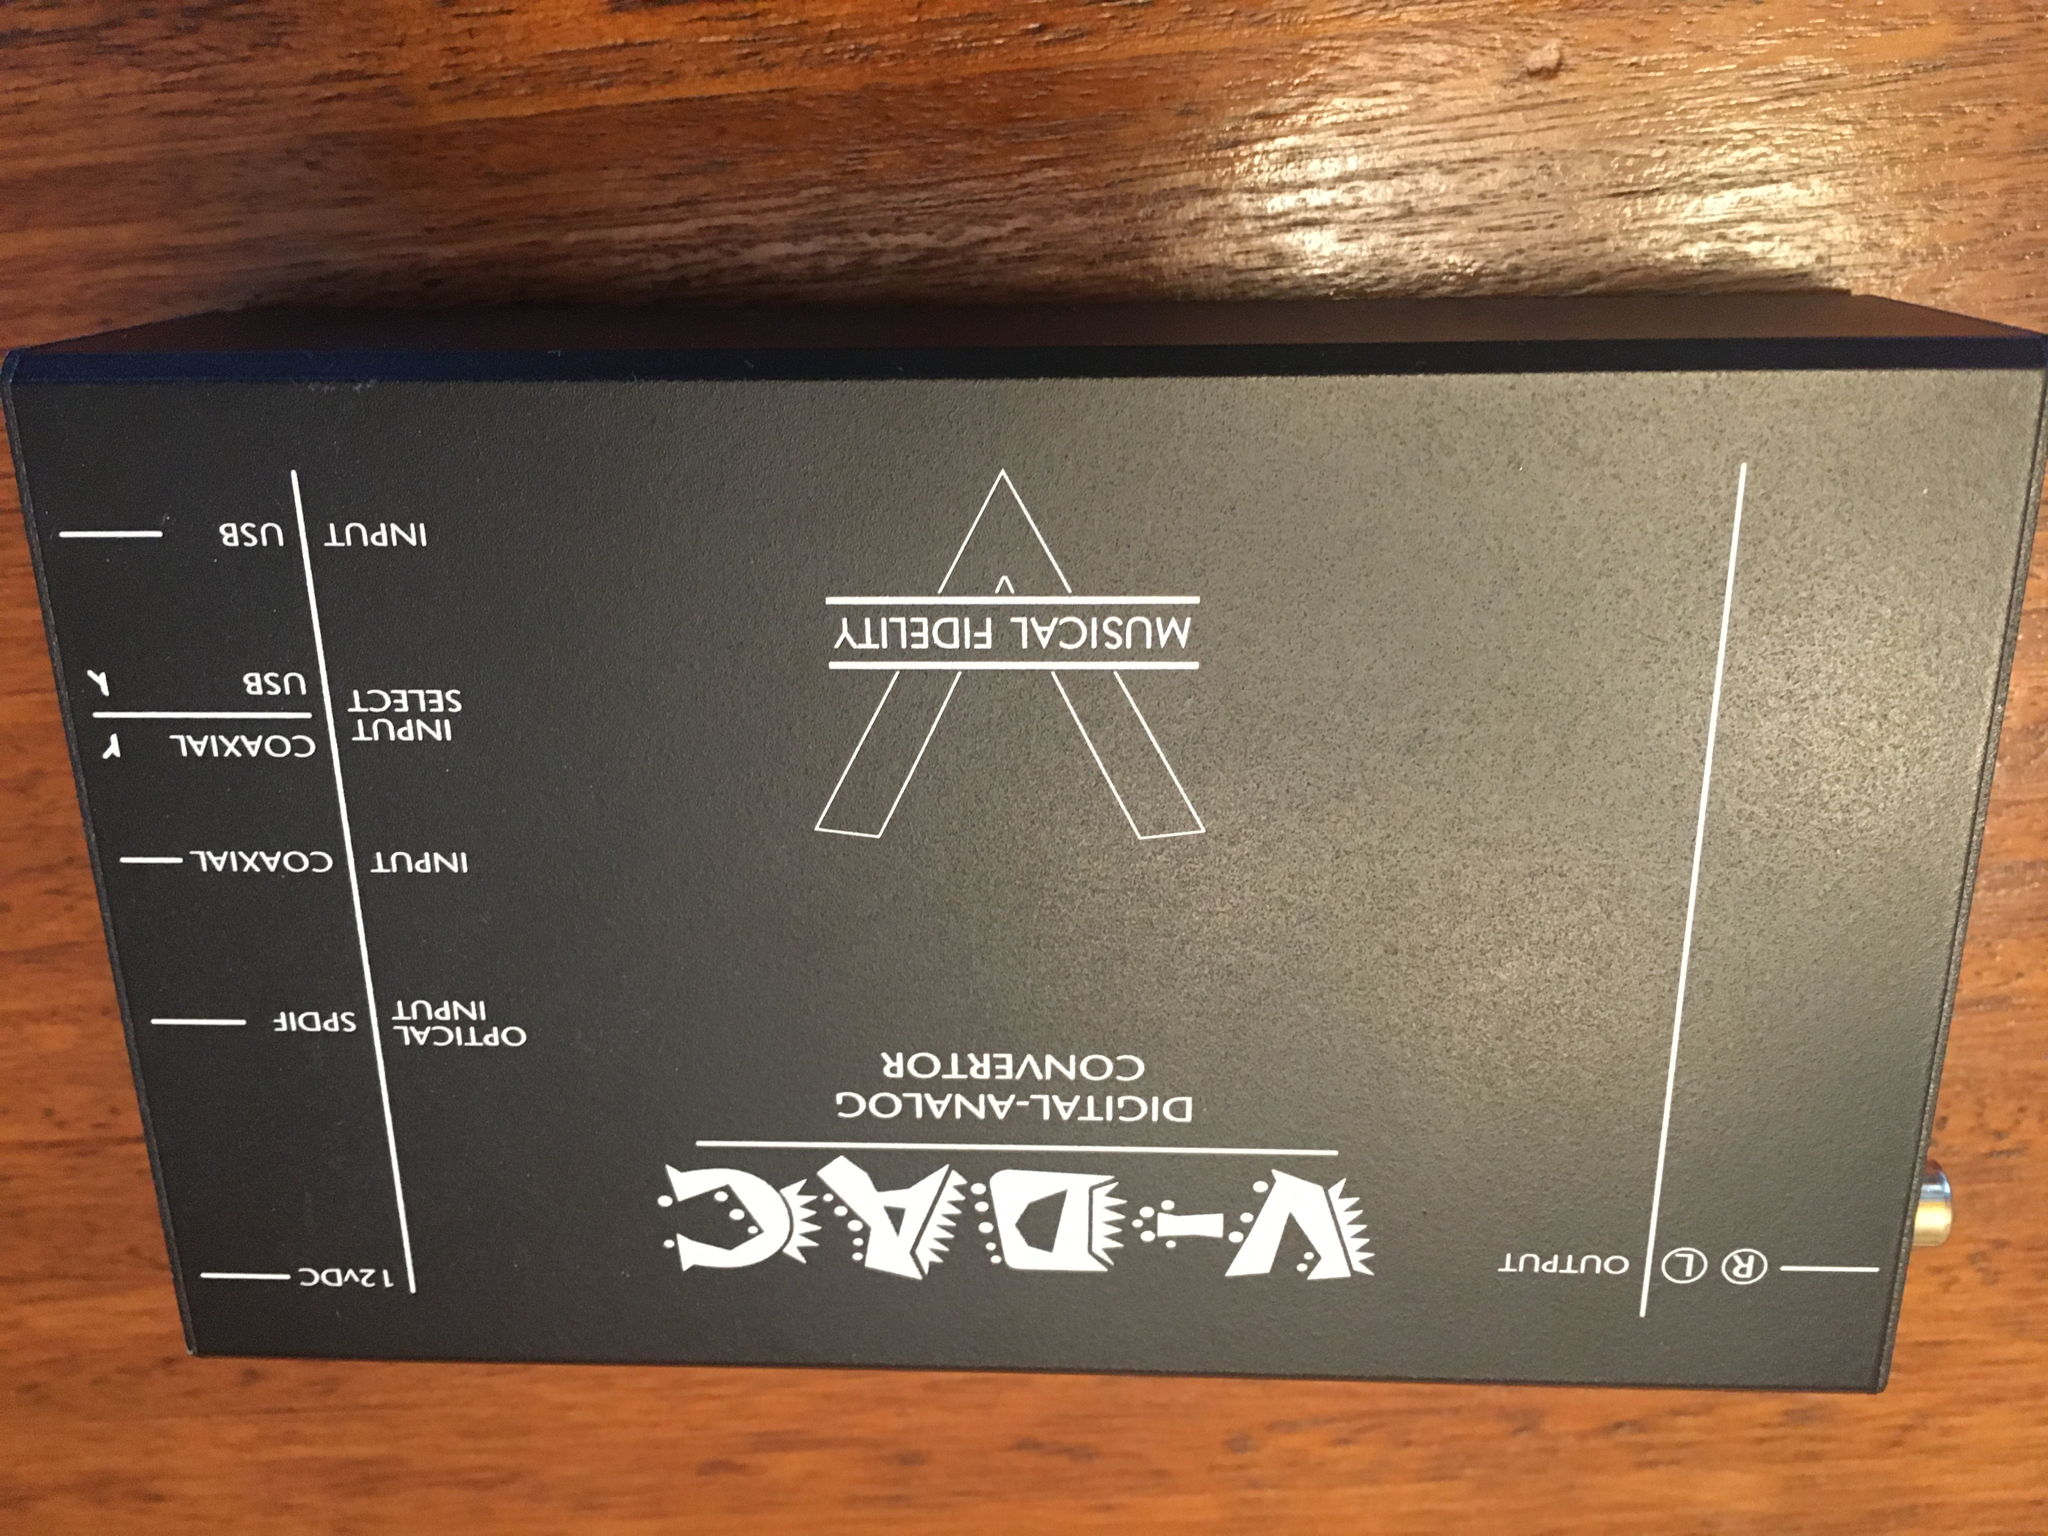 V-DAC
DIGITAL-ANALOG
CONVERTOR
MUSICAL FIDELITY
OUTPUT
L R
12vDC
OPTICAL
INPUT
SPDIF
INPUT
COAXIAL
INPUT
SELECT
COAXIAL
USB
INPUT
USB